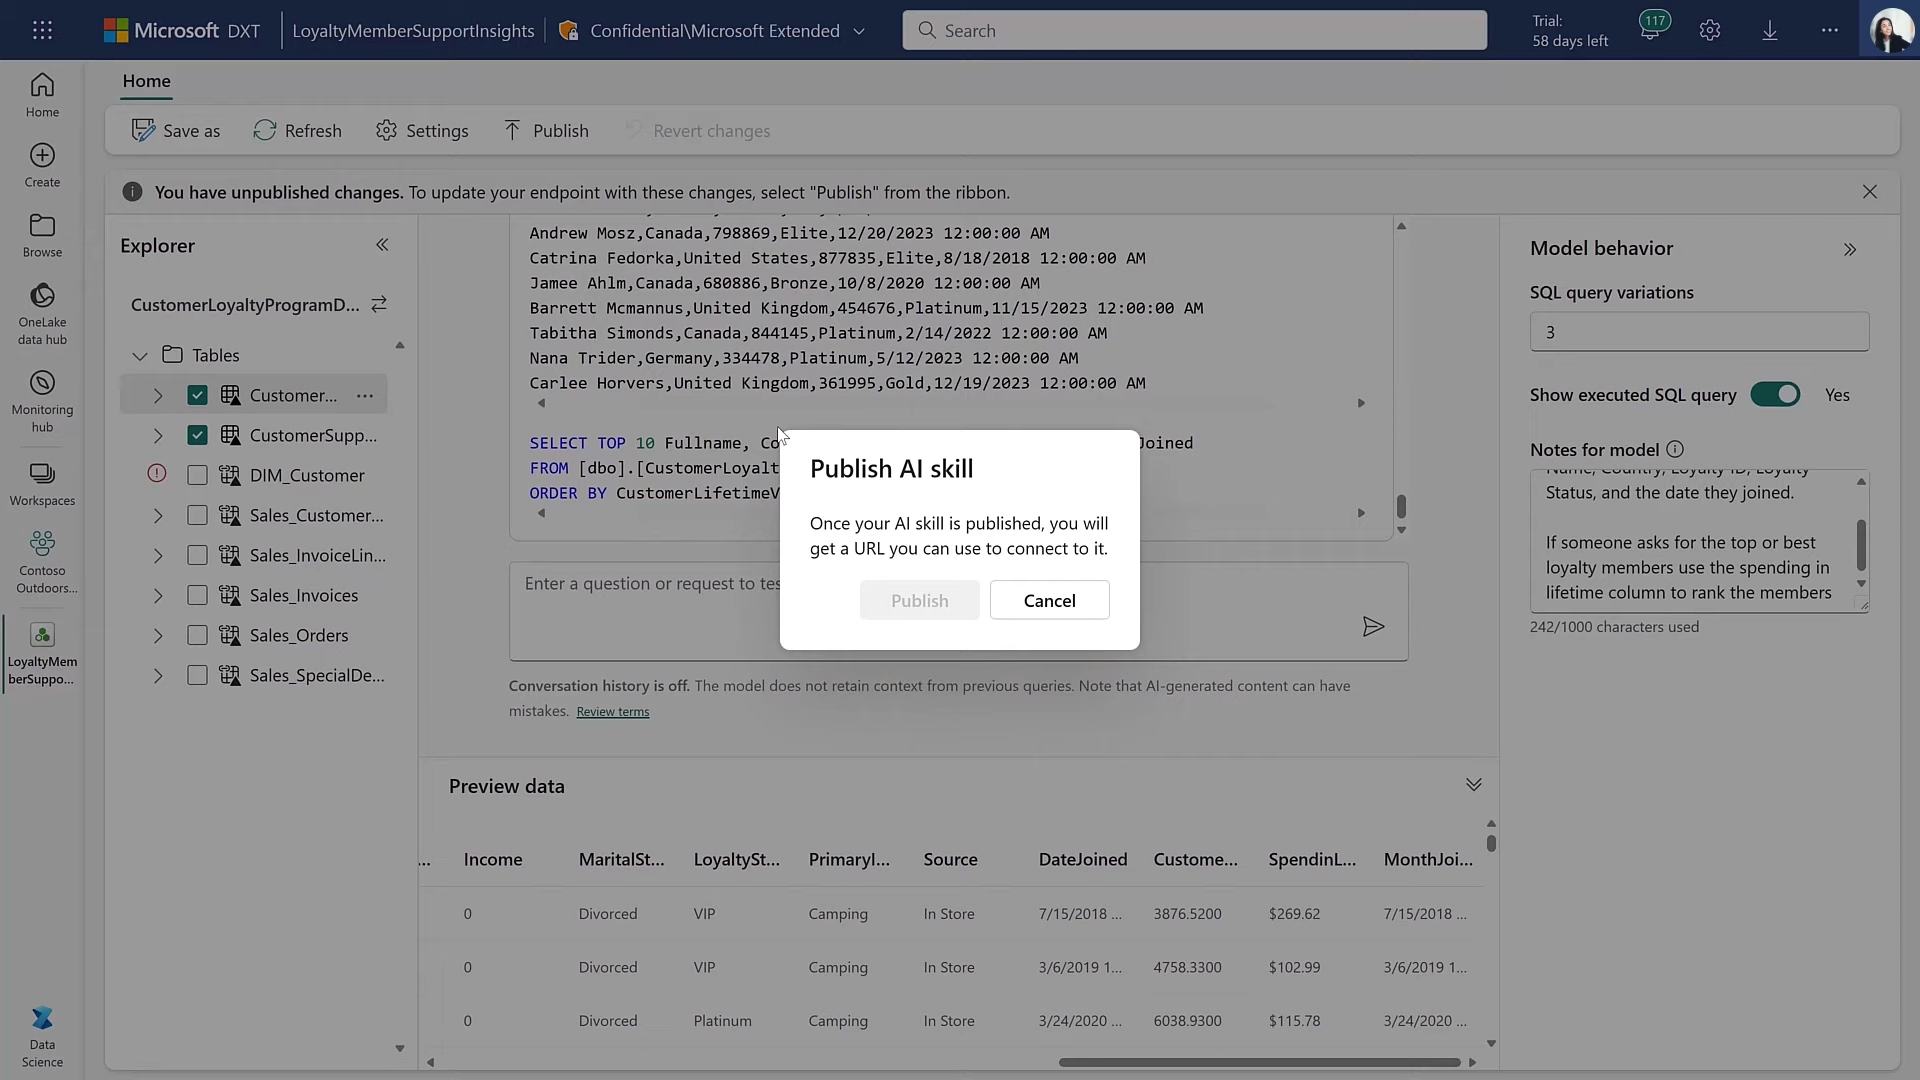 Microsoft DXT
LoyaltyMemberSupportInsights
Confidential\Microsoft Extended
Search
Trial:
58 days left
117
Home
Create
Browse
OneLake
data hub
Monitoring
hub
Workspaces
Contoso
Outdoors...
LoyaltyMem
berSuppo...
Data
Science
Home
Save as
Refresh
Settings
Publish
Revert changes
You have unpublished changes. To update your endpoint with these changes, select "Publish" from the ribbon.
Explorer
CustomerLoyaltyProgramD...
Tables
Customer... ...
CustomerSupp...
DIM_Customer
Sales_Customer...
Sales_InvoiceLin...
Sales_Invoices
Sales_Orders
Sales_SpecialDe...
Andrew Mosz,Canada,798869,Elite,12/20/2023 12:00:00 AM
Catrina Fedorka,United States,877835,Elite,8/18/2018 12:00:00 AM
Jamee Ahlm,Canada,680886,Bronze,10/8/2020 12:00:00 AM
Barrett Mcmannus,United Kingdom,454676,Platinum,11/15/2023 12:00:00 AM
Tabitha Simonds,Canada,844145,Platinum,2/14/2022 12:00:00 AM
Nana Trider,Germany,334478,Platinum,5/12/2023 12:00:00 AM
Carlee Horvers,United Kingdom,361995,Gold,12/19/2023 12:00:00 AM
SELECT TOP 10 Fullname, Co Joined
FROM [dbo].[CustomerLoyalt
ORDER BY CustomerLifetimeV
Publish AI skill
Once your AI skill is published, you will
get a URL you can use to connect to it.
Publish
Cancel
Enter a question or request to tes
Conversation history is off. The model does not retain context from previous queries. Note that AI-generated content can have
mistakes. Review terms
Preview data
... Income MaritalSt... LoyaltySt... PrimaryI... Source DateJoined Custome... SpendinL... MonthJoi...
0 Divorced VIP Camping In Store 7/15/2018 ... 3876.5200 $269.62 7/15/2018 ...
0 Divorced VIP Camping In Store 3/6/2019 1... 4758.3300 $102.99 3/6/2019 1...
0 Divorced Platinum Camping In Store 3/24/2020 ... 6038.9300 $115.78 3/24/2020 ...
Model behavior
SQL query variations
3
Show executed SQL query
Yes
Notes for model
Name, Country, Loyalty ID, Loyalty
Status, and the date they joined.
If someone asks for the top or best
loyalty members use the spending in
lifetime column to rank the members
242/1000 characters used